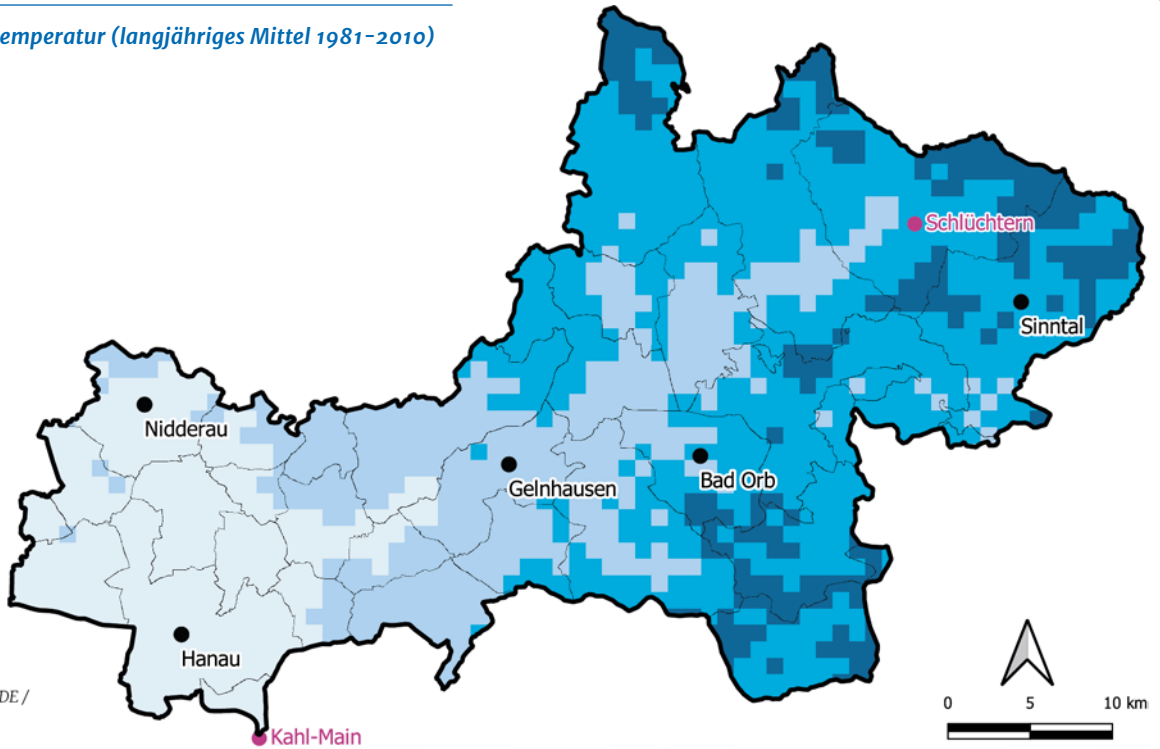 emperatur (langjähriges Mittel 1981-2010)
Schlüchtern
Sinntal
Nidderau
Gelnhausen
Bad Orb
Hanau
DE /
0 5 10 km
Kahl-Main